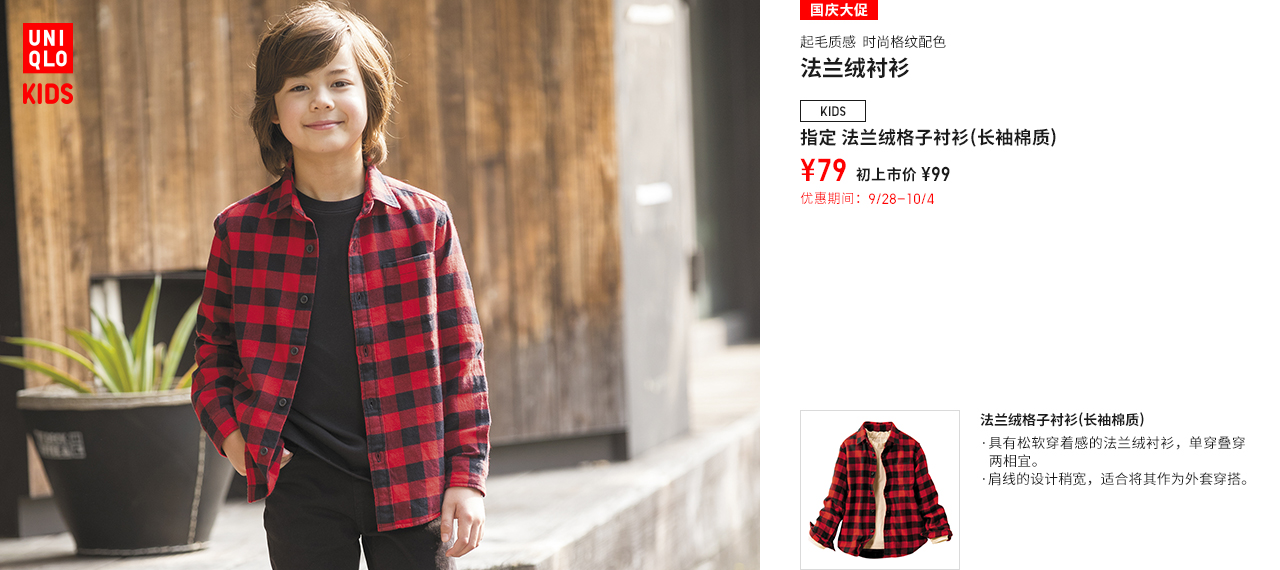 UNI
QLO
KIDS
国庆大促
起毛质感 时尚格纹配色
法兰绒衬衫
KIDS
指定 法兰绒格子衬衫(长袖棉质)
¥79 初上市价 ¥99
优惠期间：9/28-10/4
法兰绒格子衬衫(长袖棉质)
·具有松软穿着感的法兰绒衬衫，单穿叠穿
两相宜。
·肩线的设计稍宽，适合将其作为外套穿搭。